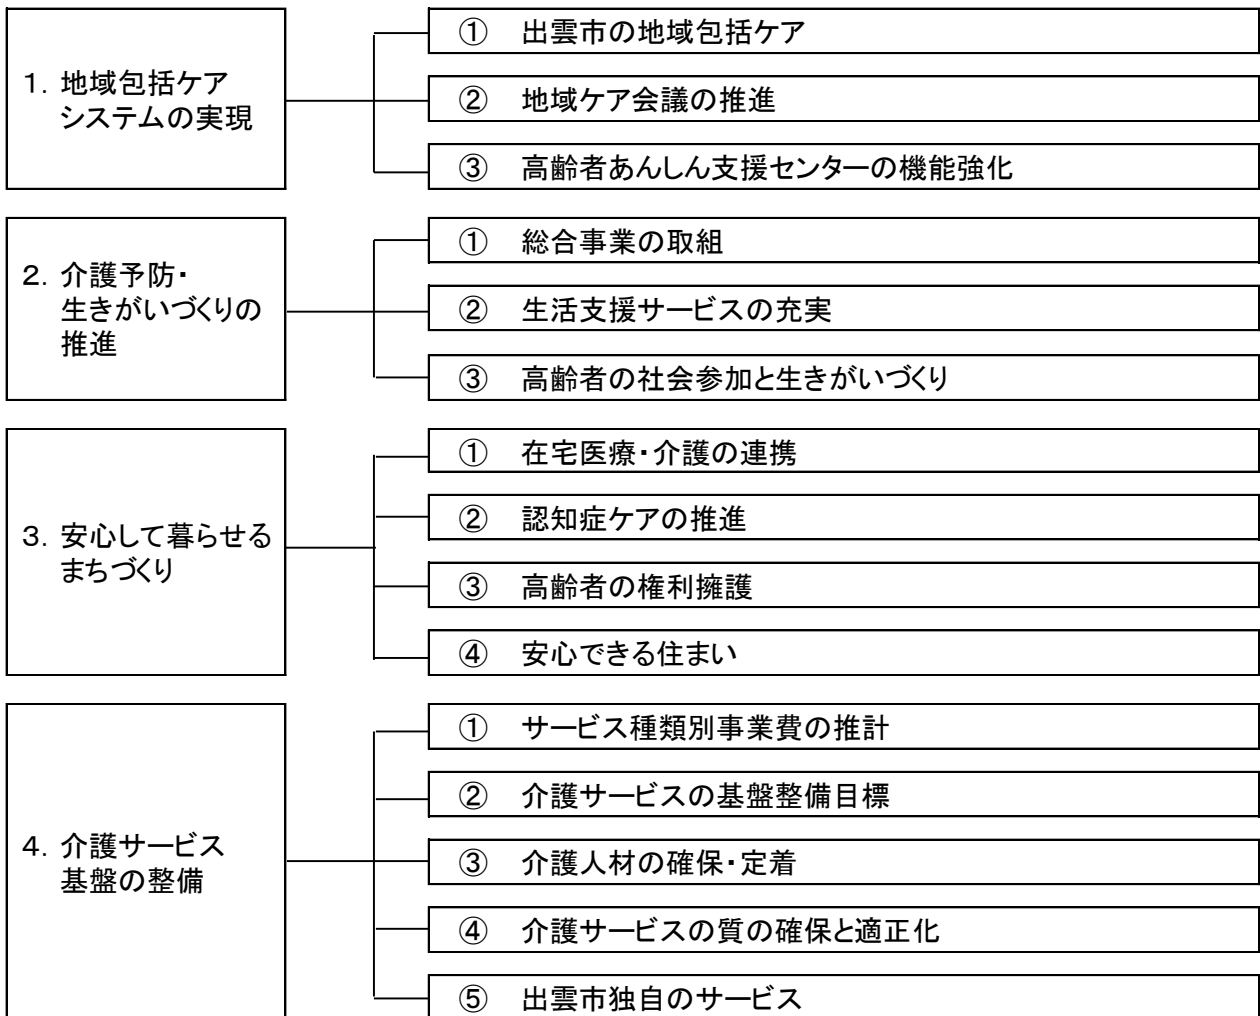 1. 地域包括ケア
システムの実現
① 出雲市の地域包括ケア
② 地域ケア会議の推進
③ 高齢者あんしん支援センターの機能強化
2. 介護予防・
生きがいづくりの
推進
① 総合事業の取組
② 生活支援サービスの充実
③ 高齢者の社会参加と生きがいづくり
3. 安心して暮らせる
まちづくり
① 在宅医療・介護の連携
② 認知症ケアの推進
③ 高齢者の権利擁護
④ 安心できる住まい
4. 介護サービス
基盤の整備
① サービス種類別事業費の推計
② 介護サービスの基盤整備目標
③ 介護人材の確保・定着
④ 介護サービスの質の確保と適正化
⑤ 出雲市独自のサービス